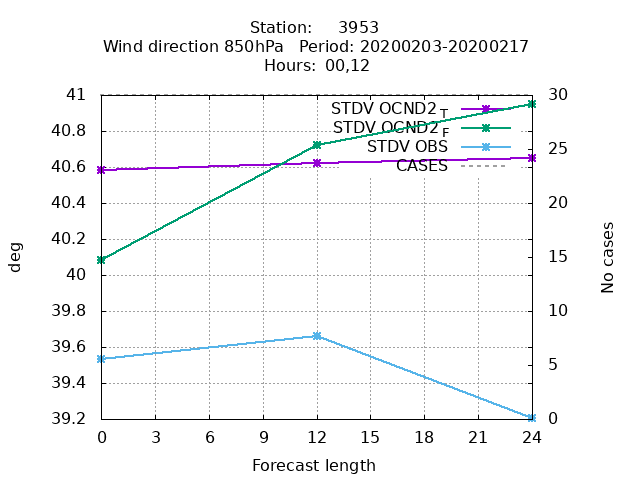 Station: 3953
Wind direction 850hPa Period: 20200203-20200217
Hours: 00,12
41
40.8
40.6
40.4
40.2
40
39.8
39.6
39.4
39.2
deg
30
25
20
15
10
5
0
No cases
STDV OCND2 T
STDV OCND2 F
STDV OBS
CASES
0 3 6 9 12 15 18 21 24
Forecast length